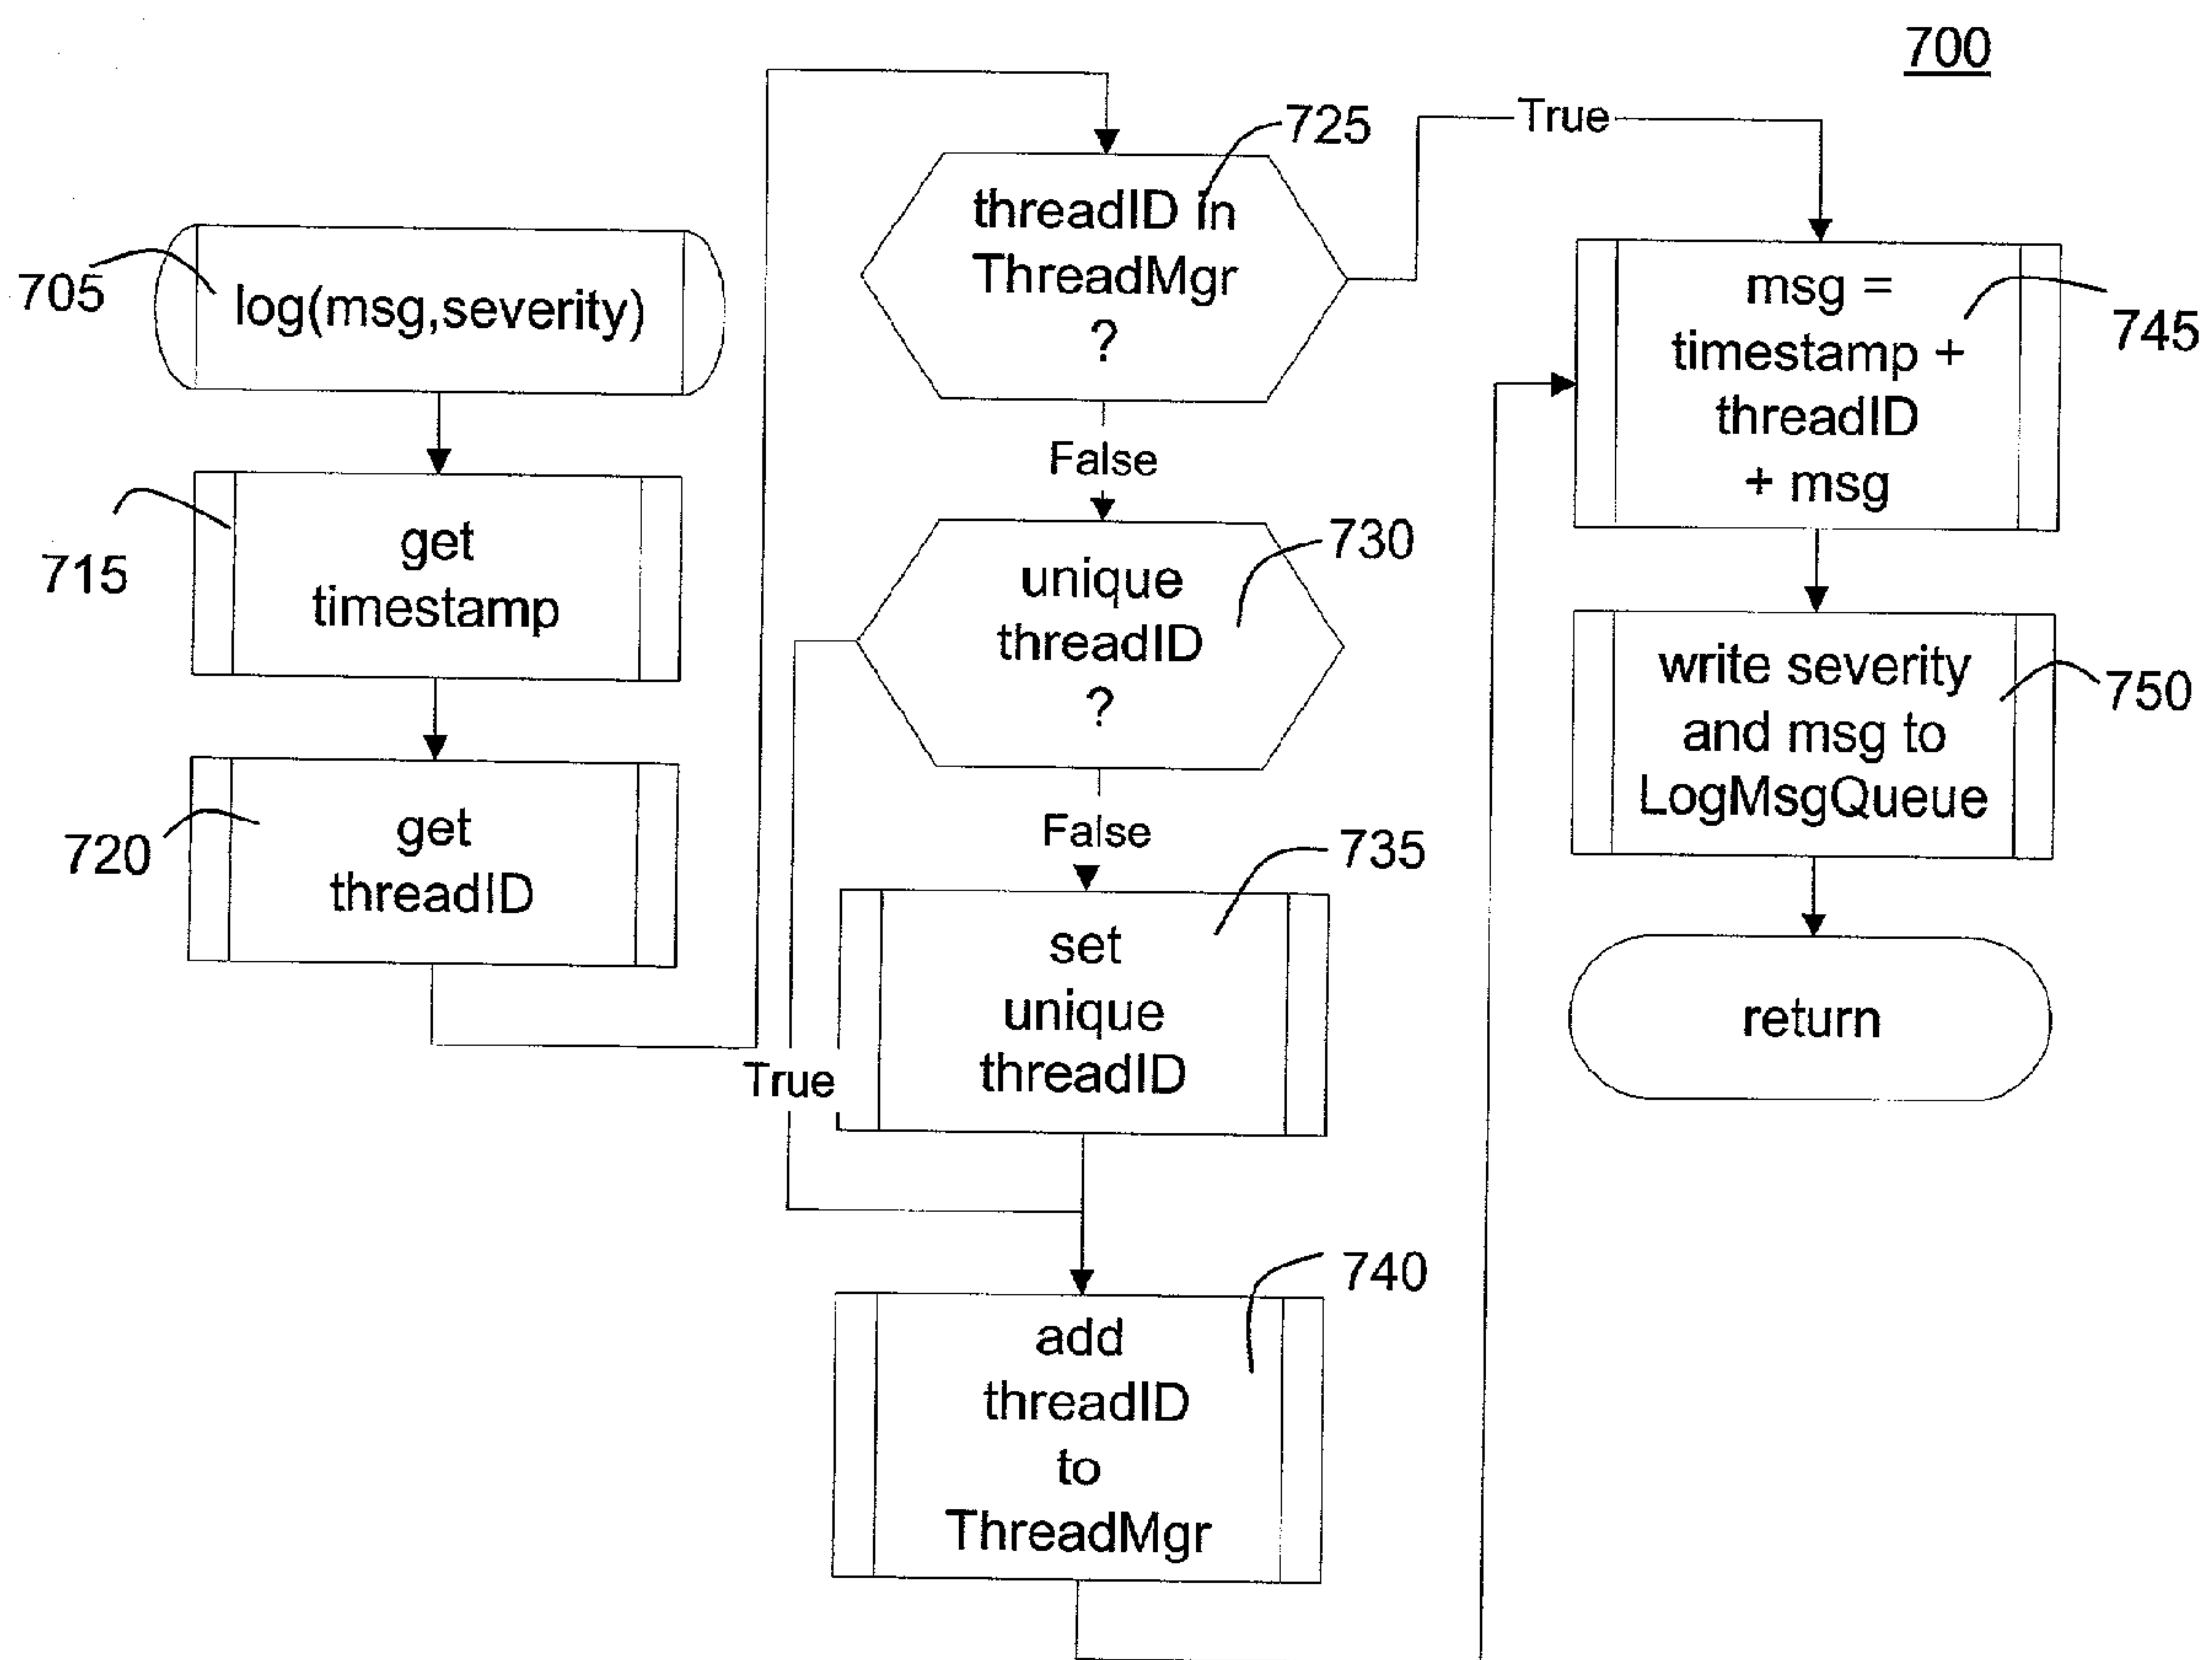 700
705
log(msg,severity)
715
get
timestamp
720
get
threadID
725
threadID in
ThreadMgr
?
True
False
730
unique
threadID
?
True
False
735
set
unique
threadID
740
add
threadID
to
ThreadMgr
745
msg =
timestamp +
threadID
+ msg
750
write severity
and msg to
LogMsgQueue
return